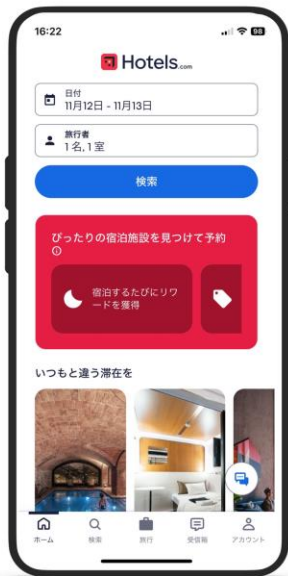 16:22
98
Hotels.com
日付
11月12日 - 11月13日
旅行者
1 名, 1 室
検索
ぴったりの宿泊施設を見つけて予約
宿泊するたびにリワ
ードを獲得
いつもと違う滞在を
ホーム
検索
旅行
受信箱
アカウント